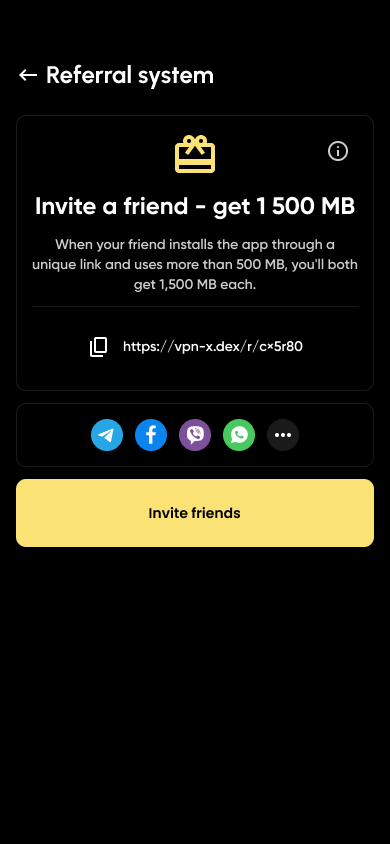 Referral system
Invite a friend - get 1 500 MB
When your friend installs the app through a
unique link and uses more than 500 MB, you'll both
get 1,500 MB each.
https://vpn-x.dex/r/c×5r80
Invite friends